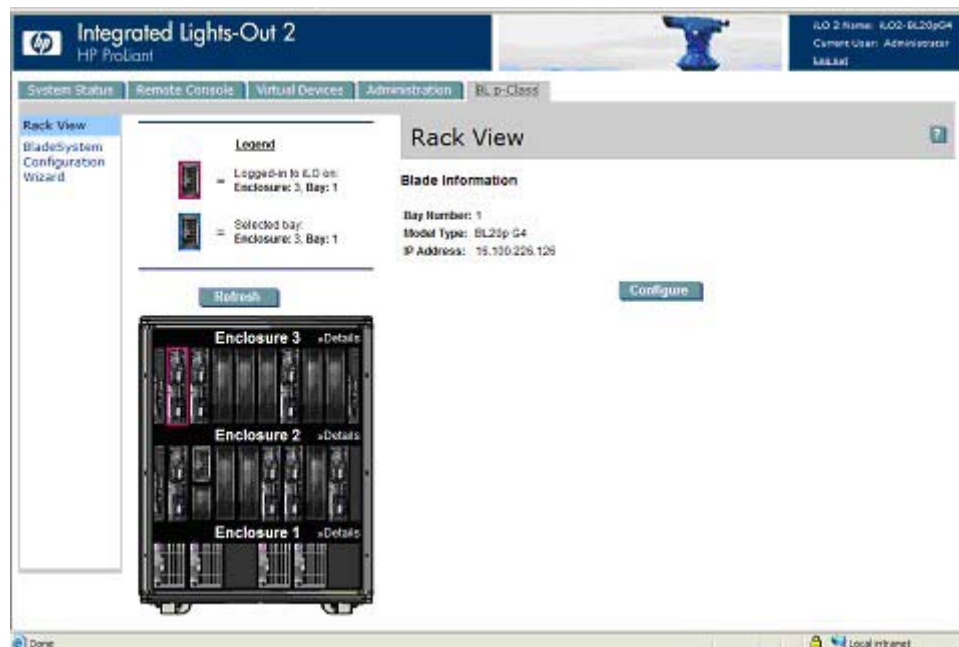 hp
Integrated Lights-Out 2
HP ProLiant
iLO 2 Name: ILO2-BL20pG4
Current User: Administrator
Log out
System Status
Remote Console
Virtual Devices
Administration
BL p-Class
Rack View
BladeSystem
Configuration
Wizard
Legend
= Logged-in to iLO on:
Enclosure: 3, Bay: 1
= Selected bay:
Enclosure: 3, Bay: 1
Refresh
Enclosure 3 »Details
Enclosure 2 »Details
Enclosure 1 »Details
Rack View
?
Blade Information
Bay Number: 1
Model Type: BL20p G4
IP Address: 16.100.226.126
Configure
Done
Local intranet